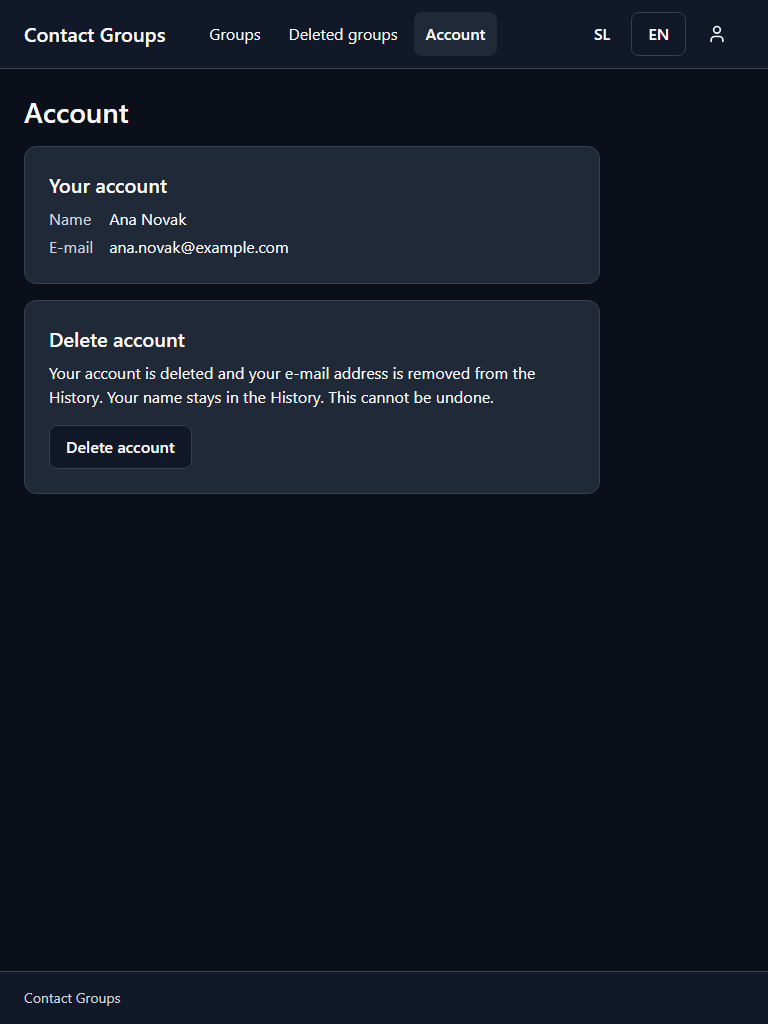 Contact Groups Groups Deleted groups Account SL EN
Account
Your account
Name Ana Novak
E-mail ana.novak@example.com
Delete account
Your account is deleted and your e-mail address is removed from the
History. Your name stays in the History. This cannot be undone.
Delete account
Contact Groups